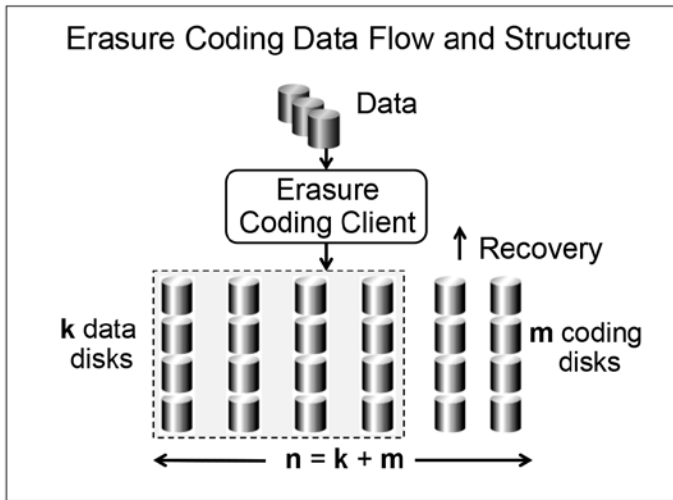 Erasure Coding Data Flow and Structure
Data
Erasure
Coding Client
Recovery
k data
disks
m coding
disks
n = k + m